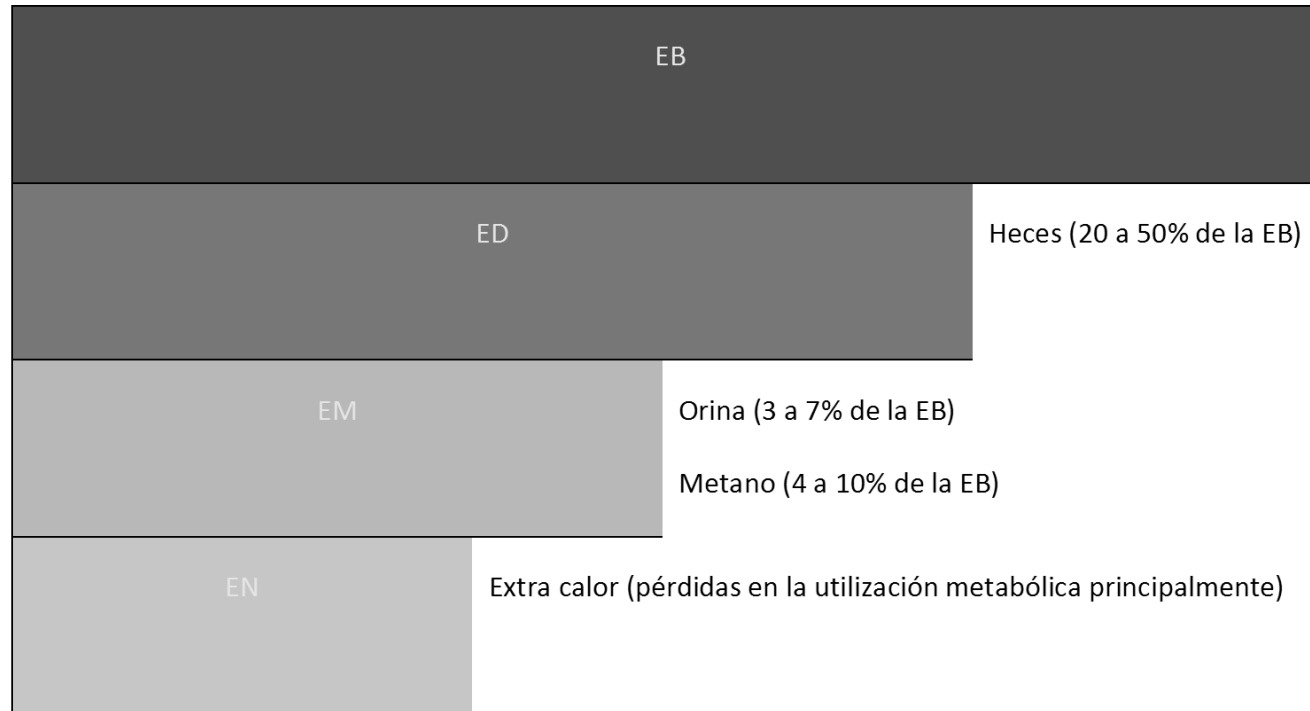 EB
ED
Heces (20 a 50% de la EB)
EM
Orina (3 a 7% de la EB)
Metano (4 a 10% de la EB)
EN
Extra calor (pérdidas en la utilización metabólica principalmente)